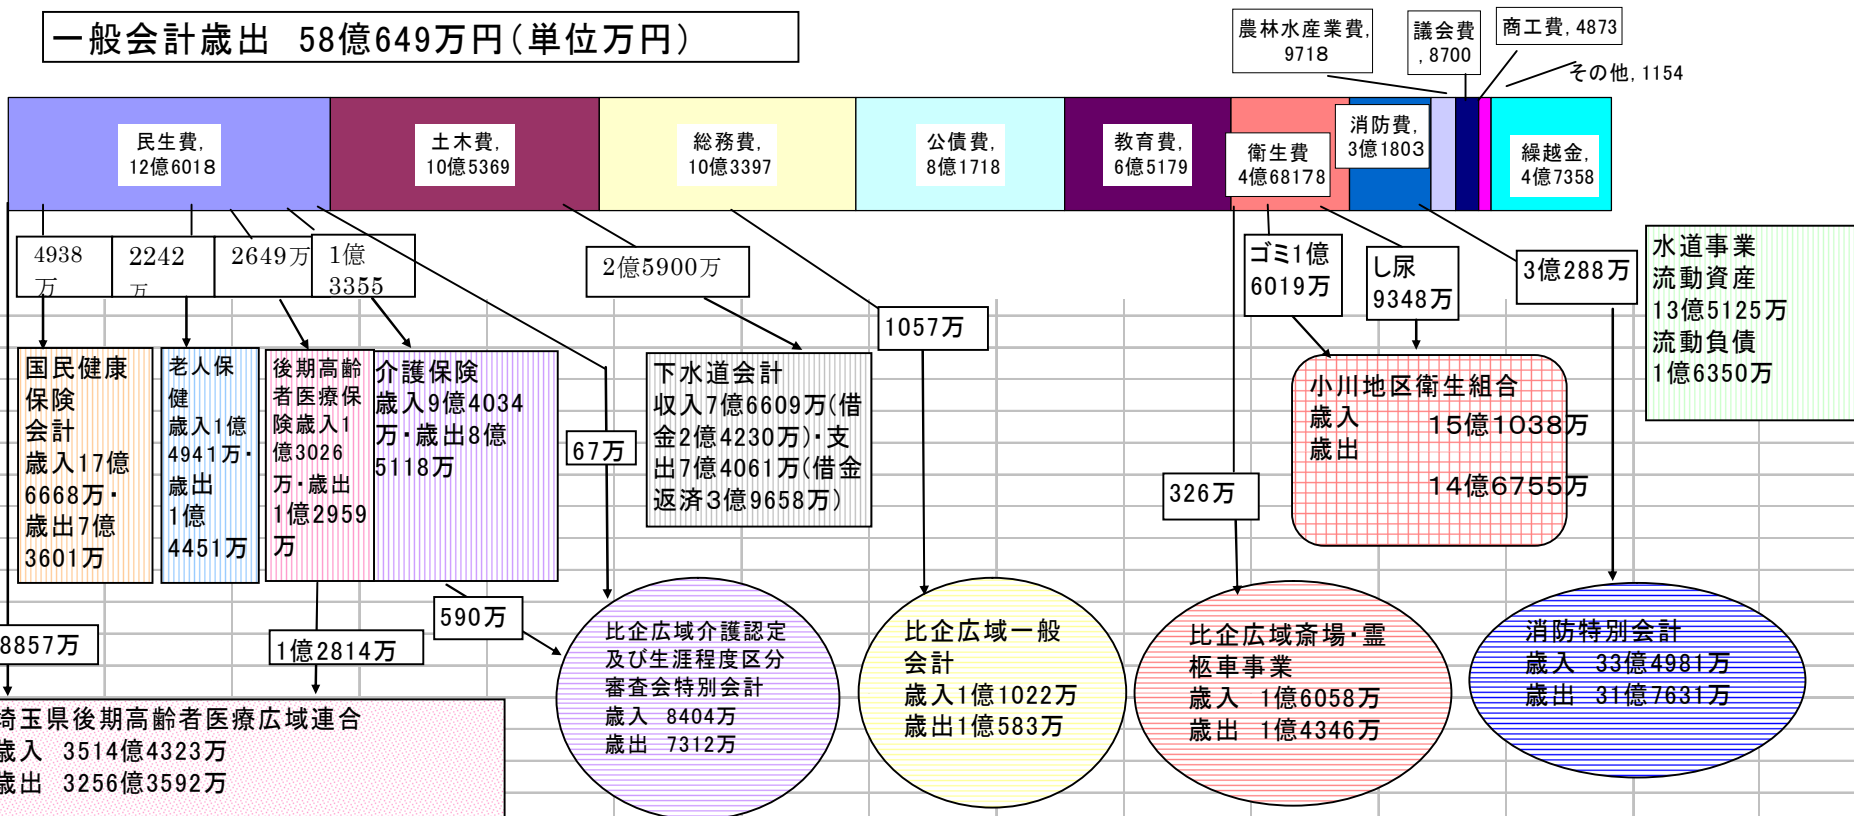 一般会計歳出 58億649万円(単位万円)
農林水産業費,
9718
議会費
, 8700
商工費, 4873
その他, 1154
民生費,
12億6018
土木費,
10億5369
総務費,
10億3397
公債費,
8億1718
教育費,
6億5179
衛生費
4億68178
消防費,
3億1803
繰越金,
4億7358
4938
万
2242
万
2649万
1億
3355
2億5900万
1057万
ゴミ1億
6019万
し尿
9348万
3億288万
水道事業
流動資産
13億5125万
流動負債
1億6350万
国民健康
保険
会計
歳入17億
6668万・
歳出7億
3601万
老人保
健
歳入1億
4941万・
歳出
1億
4451万
後期高齢
者医療保
険歳入1
億3026
万・歳出
1億2959
万
介護保険
歳入9億4034
万・歳出8億
5118万
67万
下水道会計
収入7億6609万(借
金2億4230万)・支
出7億4061万(借金
返済3億9658万)
326万
小川地区衛生組合
歳入
15億1038万
歳出
14億6755万
8857万
1億2814万
590万
比企広域介護認定
及び生涯程度区分
審査会特別会計
歳入 8404万
歳出 7312万
比企広域一般
会計
歳入1億1022万
歳出1億583万
比企広域斎場・霊
柩車事業
歳入 1億6058万
歳出 1億4346万
消防特別会計
歳入 33億4981万
歳出 31億7631万
埼玉県後期高齢者医療広域連合
歳入 3514億4323万
歳出 3256億3592万